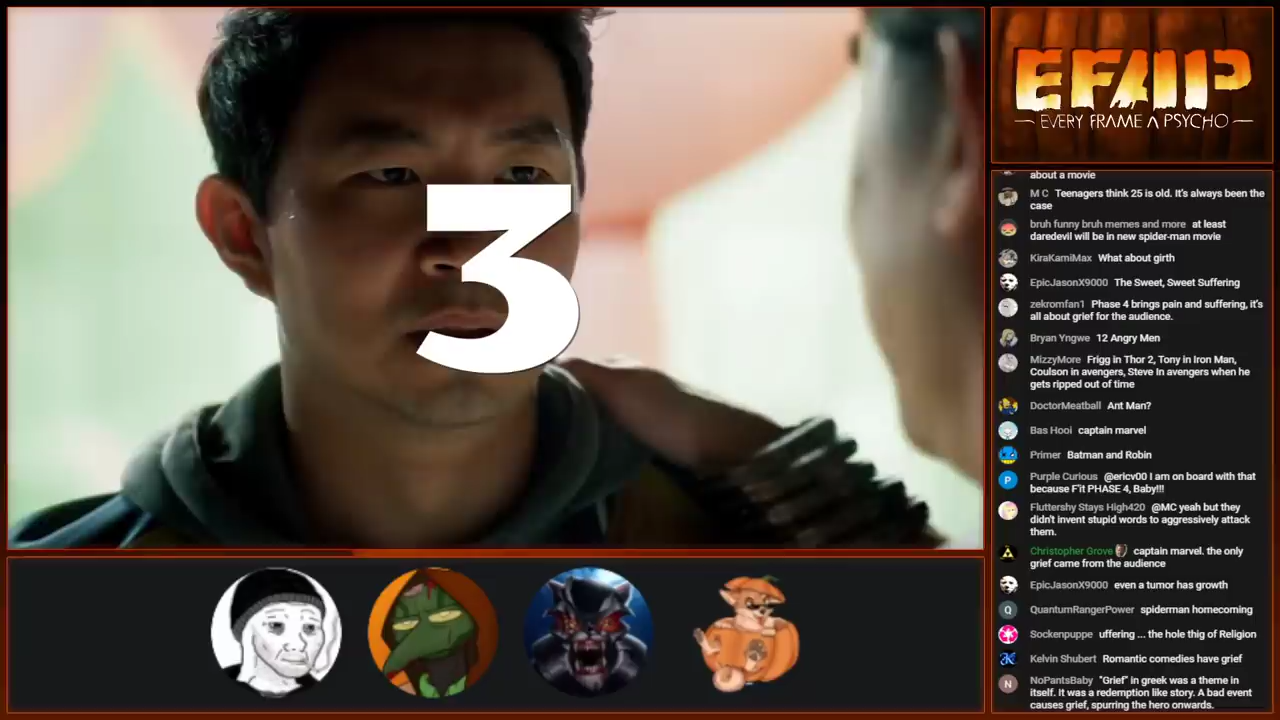 3
EFAP
EVERY FRAME A PSYCHO
about a movie
M C Teenagers think 25 is old. It's always been the
case
bruh funny bruh memes and more at least
daredevil will be in new spider-man movie
KiraKamiMax What about girth
EpicJasonX9000 The Sweet, Sweet Suffering
zekromfan1 Phase 4 brings pain and suffering, it's
all about grief for the audience.
Bryan Yngwe 12 Angry Men
MizzyMore Frigg in Thor 2, Tony in Iron Man,
Coulson in avengers, Steve In avengers when he
gets ripped out of time
DoctorMeatball Ant Man?
Bas Hooi captain marvel
Primer Batman and Robin
P Purple Curious @ericv00 I am on board with that
because F'it PHASE 4, Baby!!!
Fluttershy Stays High420 @MC yeah but they
didn't invent stupid words to aggressively attack
them.
Christopher Grove captain marvel. the only
grief came from the audience
EpicJasonX9000 even a tumor has growth
Q QuantumRangerPower spiderman homecoming
Sockenpuppe uffering ... the hole thig of Religion
Kelvin Shubert Romantic comedies have grief
N NoPantsBaby "Grief" in greek was a theme in
itself. It was a redemption like story. A bad event
causes grief, spurring the hero onwards.